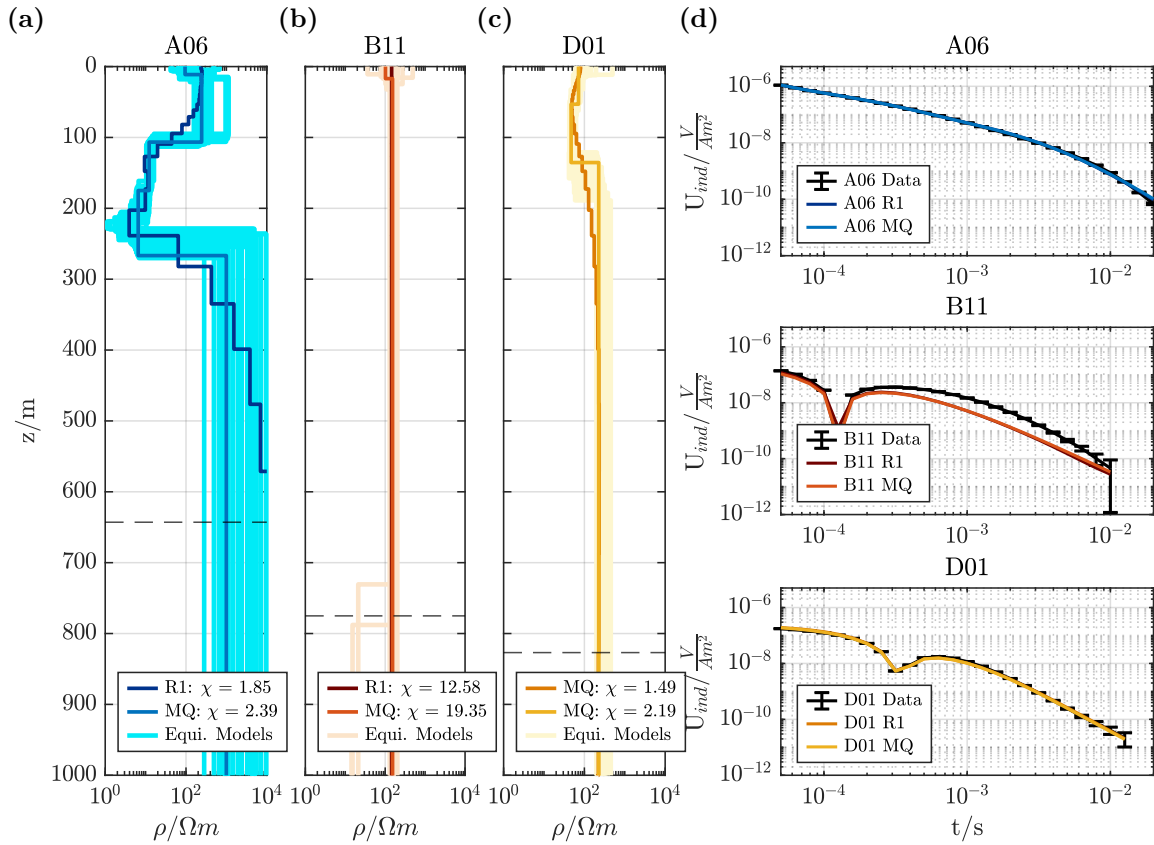 (a)
(b)
(c)
(d)
A06
B11
D01
A06
0
100
200
300
400
500
600
700
800
900
1000
z/m
R1: χ = 1.85
MQ: χ = 2.39
Equi. Models
R1: χ = 12.58
MQ: χ = 19.35
Equi. Models
MQ: χ = 1.49
MQ: χ = 2.19
Equi. Models
10^0
10^2
10^4
ρ/Ωm
10^0
10^2
10^4
ρ/Ωm
10^0
10^2
10^4
ρ/Ωm
10^-6
10^-8
10^-10
10^-12
U_ind/ V/Am^2
A06 Data
A06 R1
A06 MQ
10^-4
10^-3
10^-2
B11
10^-6
10^-8
10^-10
10^-12
U_ind/ V/Am^2
B11 Data
B11 R1
B11 MQ
10^-4
10^-3
10^-2
D01
10^-6
10^-8
10^-10
10^-12
U_ind/ V/Am^2
D01 Data
D01 R1
D01 MQ
10^-4
10^-3
10^-2
t/s